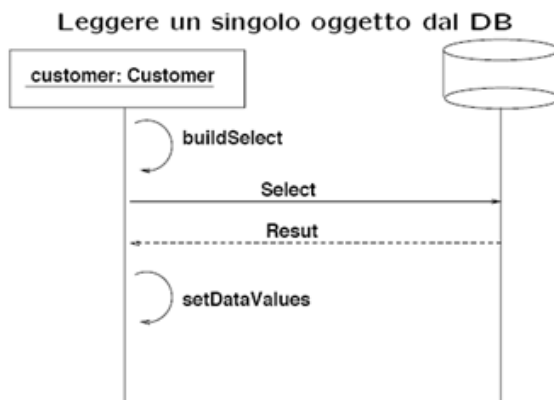 Leggere un singolo oggetto dal DB
customer: Customer
buildSelect
Select
Resut
setDataValues